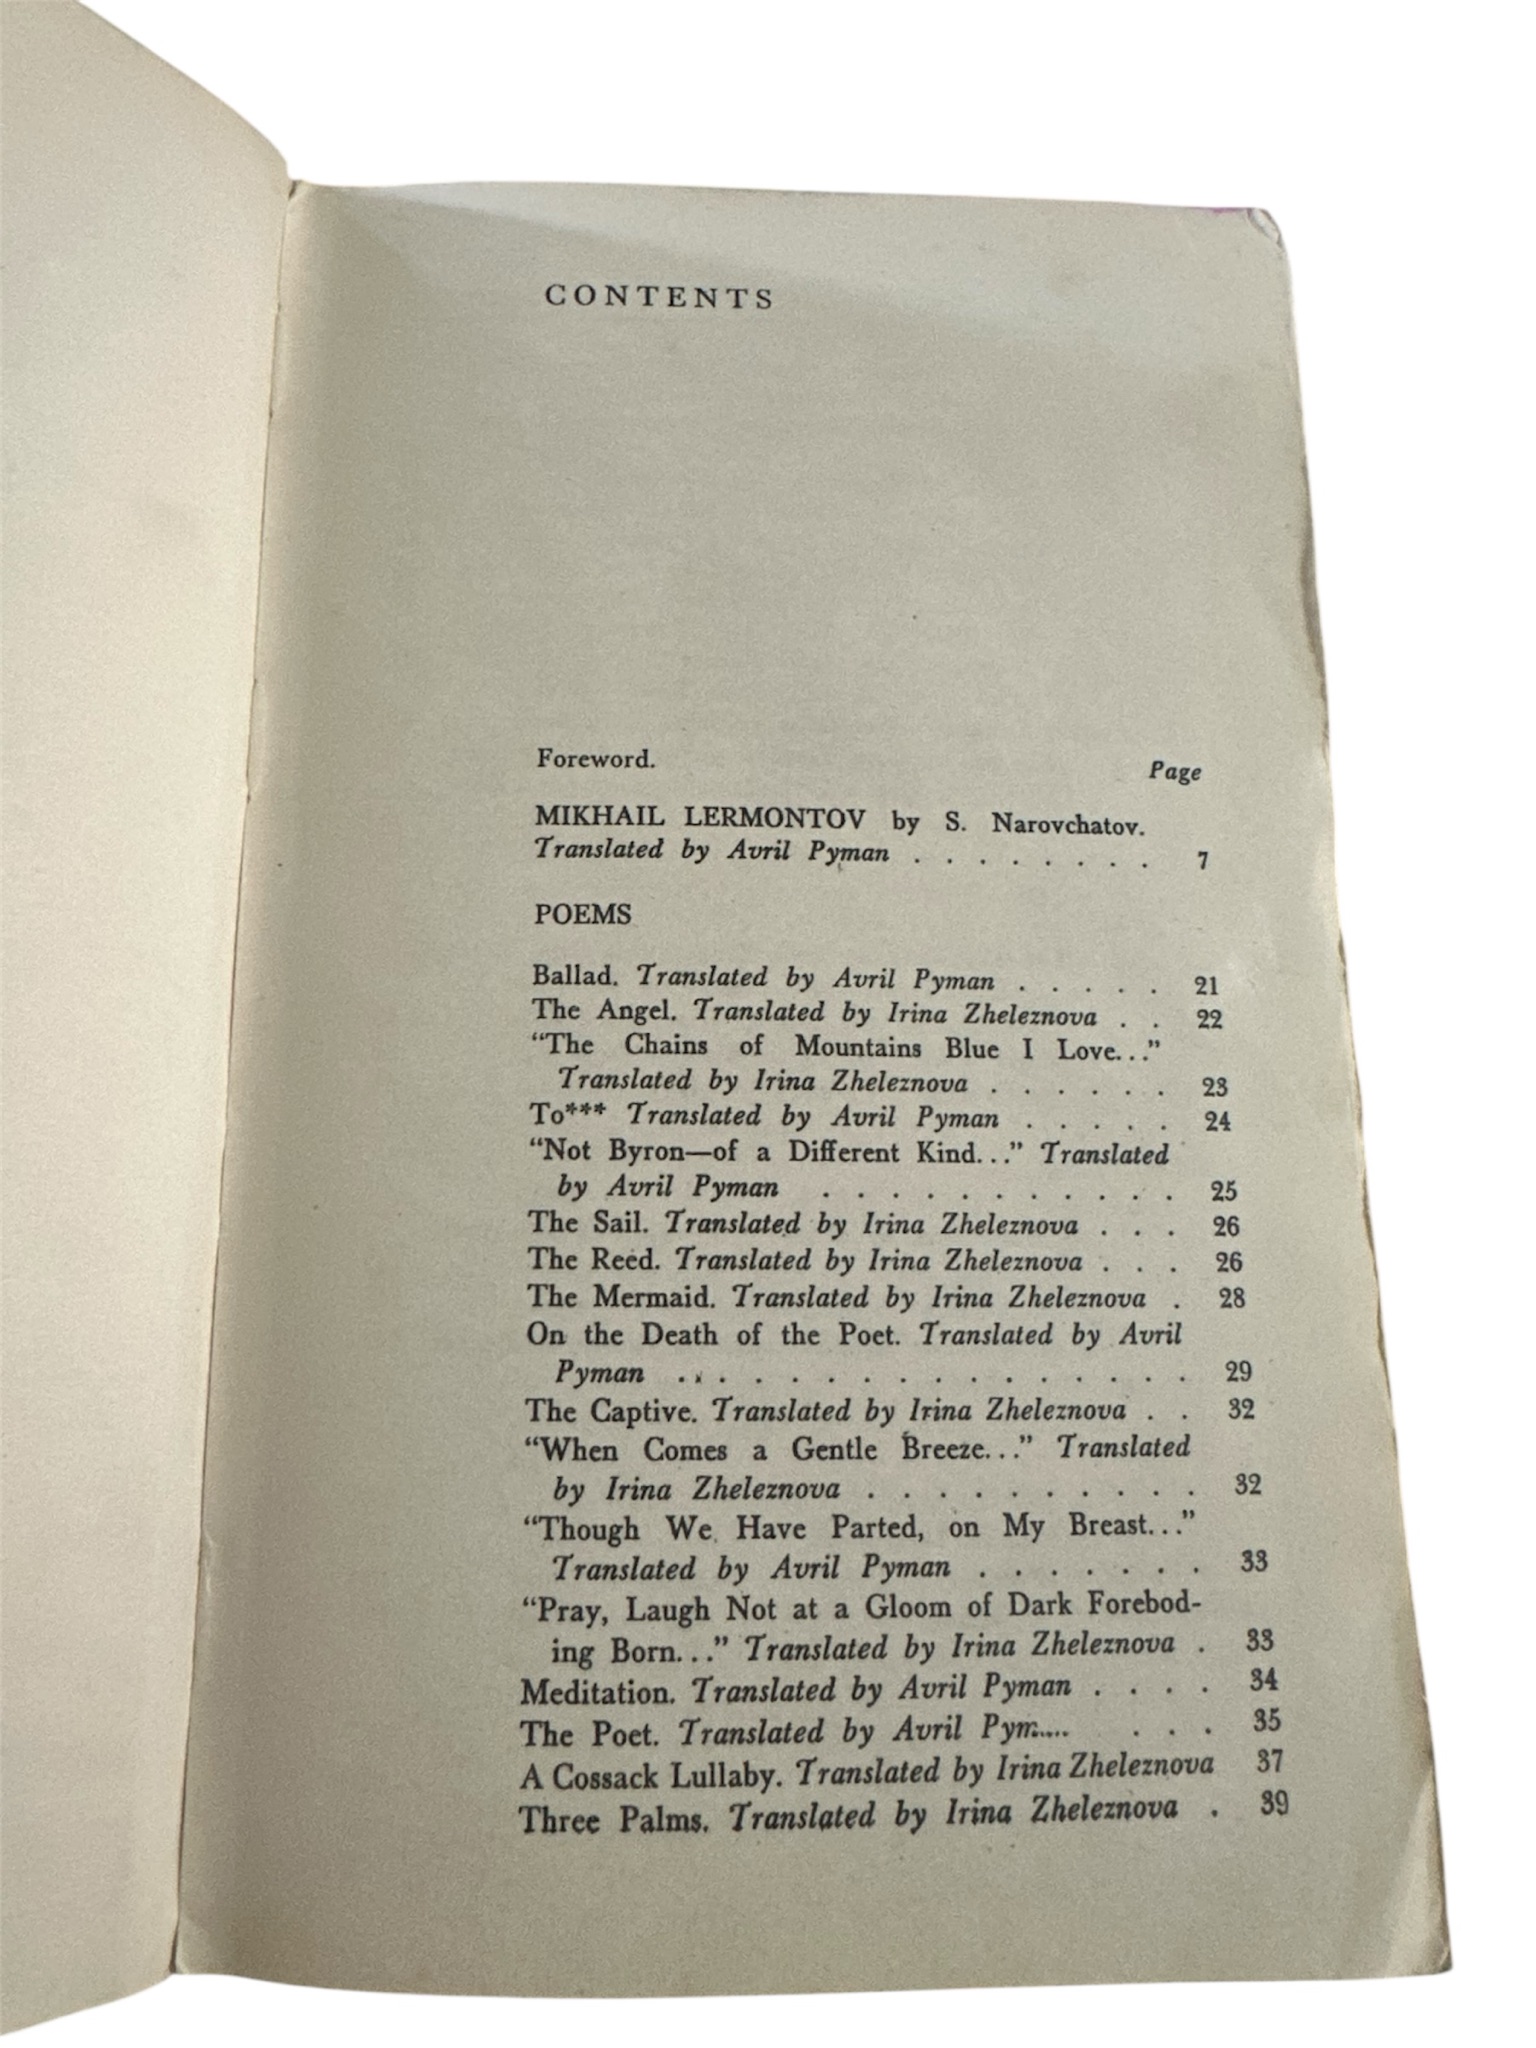 CONTENTS
Foreword.
Page
MIKHAIL LERMONTOV by S. Narovchatov.
Translated by Avril Pyman . . . . . . . . 7
POEMS
Ballad. Translated by Avril Pyman . . . . . 21
The Angel. Translated by Irina Zheleznova . . 22
“The Chains of Mountains Blue I Love...”
Translated by Irina Zheleznova . . . . . . 23
To*** Translated by Avril Pyman . . . . . 24
“Not Byron—of a Different Kind...” Translated
by Avril Pyman . . . . . . . . . . . 25
The Sail. Translated by Irina Zheleznova . . . 26
The Reed. Translated by Irina Zheleznova . . . 26
The Mermaid. Translated by Irina Zheleznova . 28
On the Death of the Poet. Translated by Avril
Pyman . . . . . . . . . . . . . . . 29
The Captive. Translated by Irina Zheleznova . . 32
“When Comes a Gentle Breeze...” Translated
by Irina Zheleznova . . . . . . . . . . 32
“Though We Have Parted, on My Breast...”
Translated by Avril Pyman . . . . . . . 33
“Pray, Laugh Not at a Gloom of Dark Forebod-
ing Born...” Translated by Irina Zheleznova . 33
Meditation. Translated by Avril Pyman . . . . 34
The Poet. Translated by Avril . . . 35
A Cossack Lullaby. Translated by Irina Zheleznova 37
Three Palms. Translated by Irina Zheleznova . 39